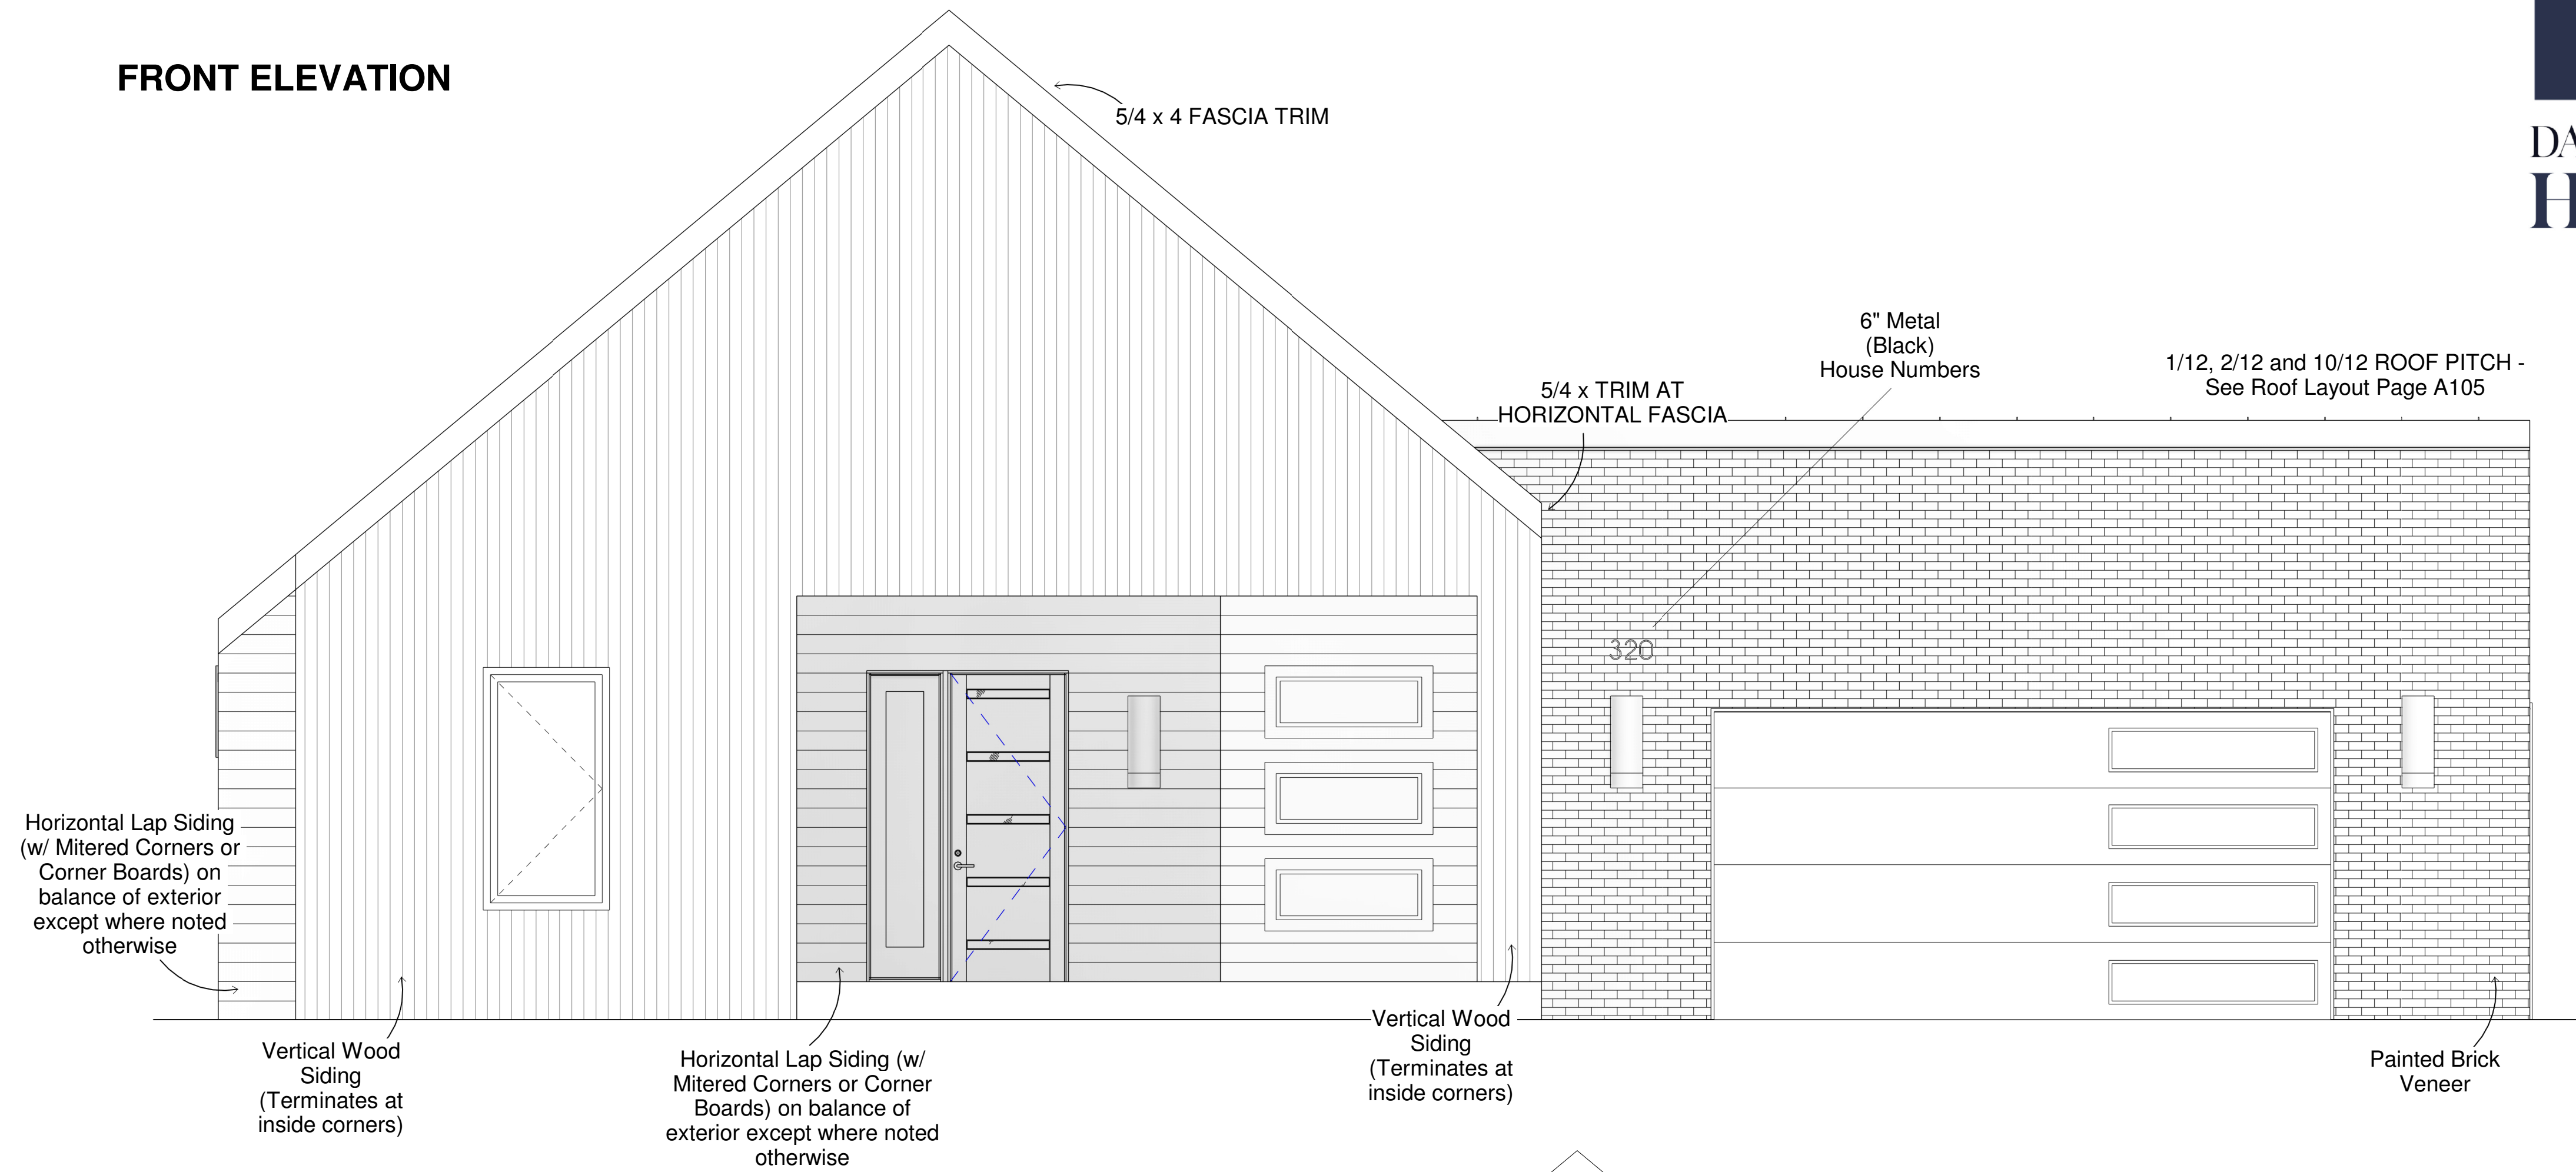 FRONT ELEVATION
5/4 x 4 FASCIA TRIM
DA
H
6" Metal
(Black)
House Numbers
1/12, 2/12 and 10/12 ROOF PITCH -
See Roof Layout Page A105
5/4 x TRIM AT
HORIZONTAL FASCIA
320
Horizontal Lap Siding
(w/ Mitered Corners or
Corner Boards) on
balance of exterior
except where noted
otherwise
Vertical Wood
Siding
(Terminates at
inside corners)
Horizontal Lap Siding (w/
Mitered Corners or Corner
Boards) on balance of
exterior except where noted
otherwise
Vertical Wood
Siding
(Terminates at
inside corners)
Painted Brick
Veneer